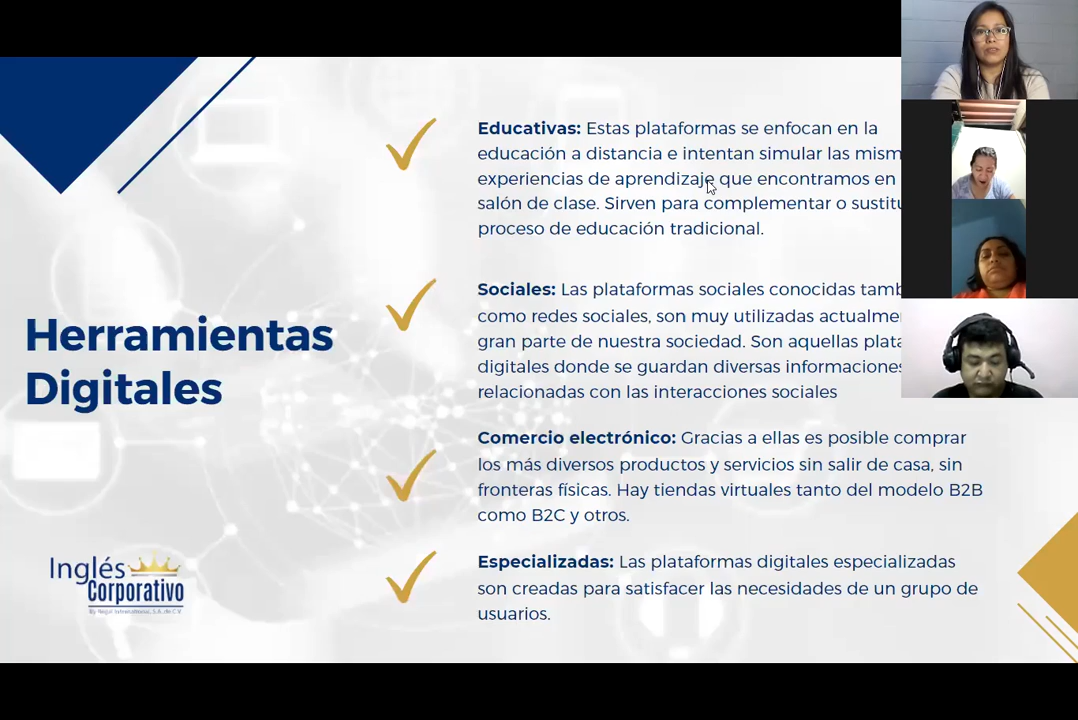 Herramientas
Digitales
Educativas: Estas plataformas se enfocan en la
educación a distancia e intentan simular las
experiencias de aprendizaje que encontramos en
salón de clase. Sirven para complementar o
proceso de educación tradicional.
Sociales: Las plataformas sociales conocidas
como redes sociales, son muy utilizadas
gran parte de nuestra sociedad. Son aquellas
digitales donde se guardan diversas informaciones
relacionadas con las interacciones sociales
Comercio electrónico: Gracias a ellas es posible comprar
los más diversos productos y servicios sin salir de casa, sin
fronteras físicas. Hay tiendas virtuales tanto del modelo B2B
como B2C y otros.
Especializadas: Las plataformas digitales especializadas
son creadas para satisfacer las necesidades de un grupo de
usuarios.
Inglés
Corporativo